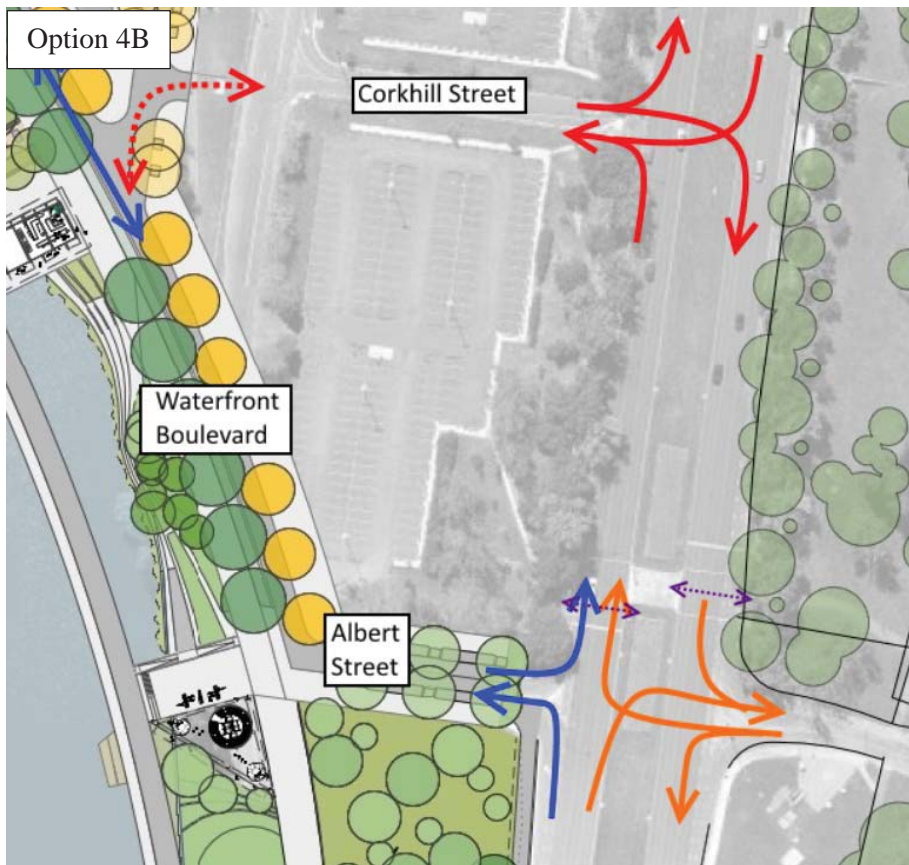 Option 4B
Corkhill Street
Waterfront
Boulevard
Albert
Street